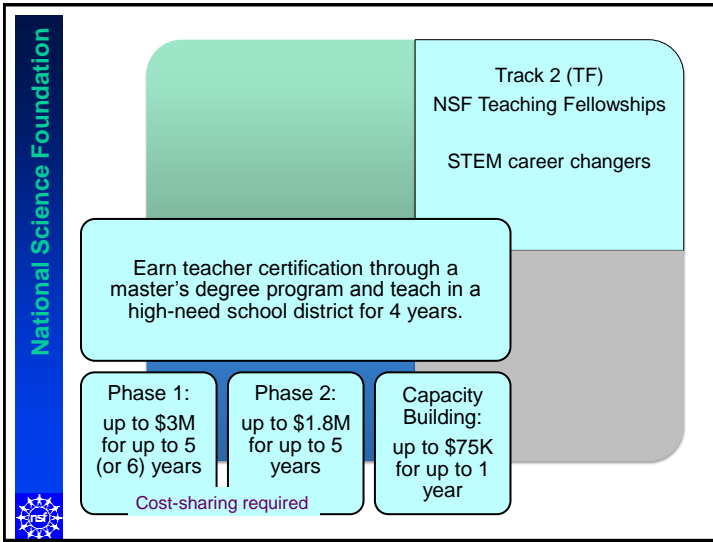 National Science Foundation
Track 2 (TF)
NSF Teaching Fellowships
STEM career changers
Earn teacher certification through a
master's degree program and teach in a
high-need school district for 4 years.
Phase 1:
up to $3M
for up to 5
(or 6) years
Phase 2:
up to $1.8M
for up to 5
years
Capacity
Building:
up to $75K
for up to 1
year
Cost-sharing required
nsf